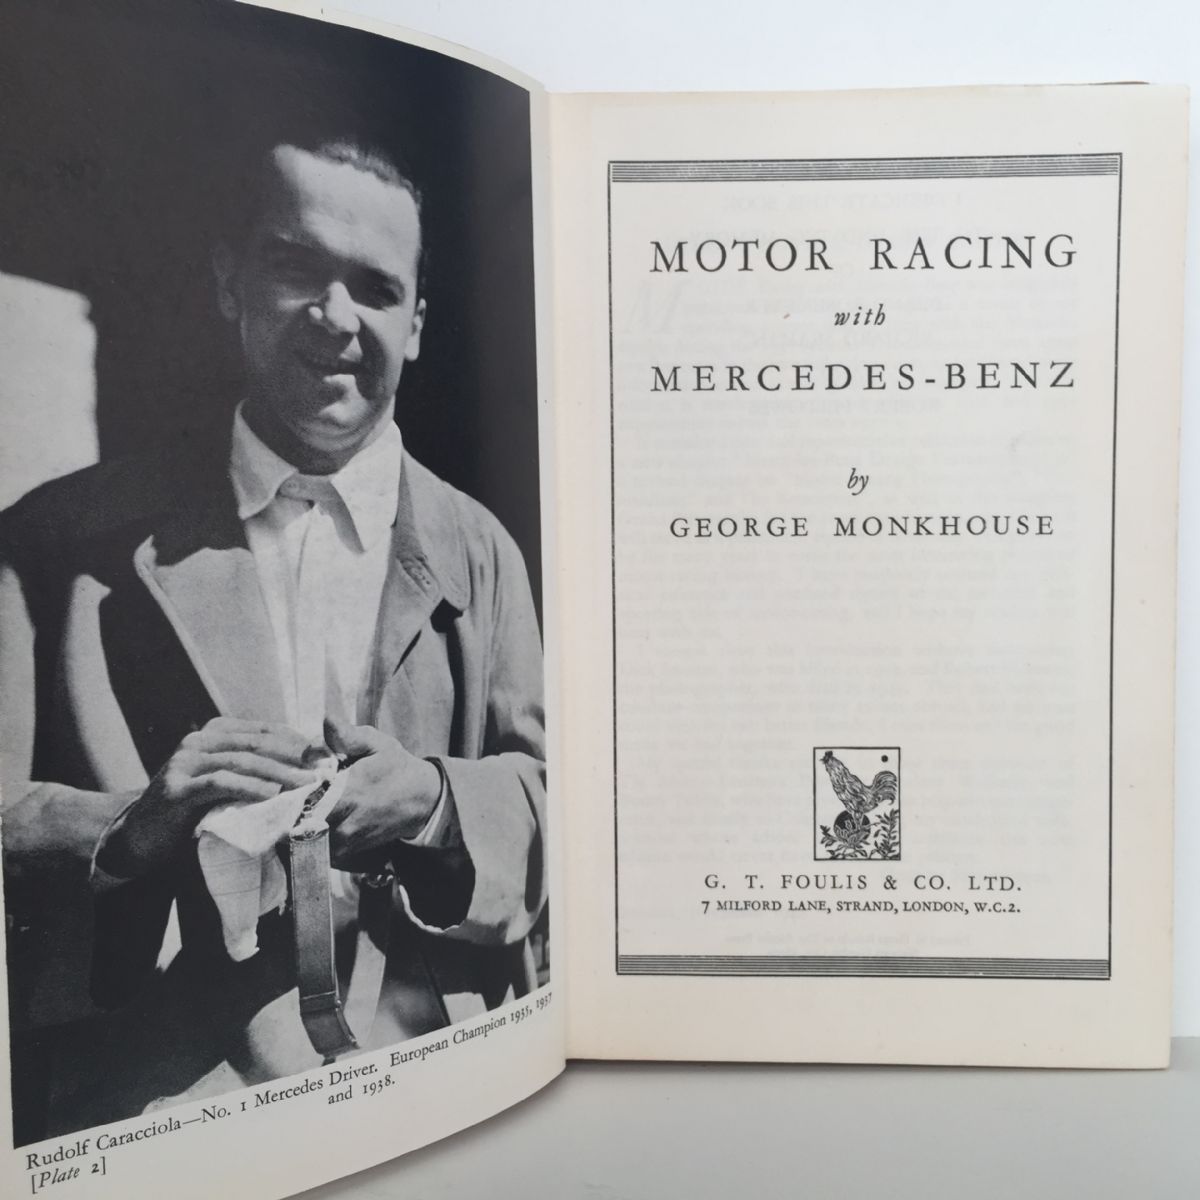 Rudolf Caracciola—No. 1 Mercedes Driver. European Champion 1935, 1937
and 1938.
[Plate 2]
MOTOR RACING
with
MERCEDES-BENZ
by
GEORGE MONKHOUSE
G. T. FOULIS & CO. LTD.
7 MILFORD LANE, STRAND, LONDON, W.C.2.